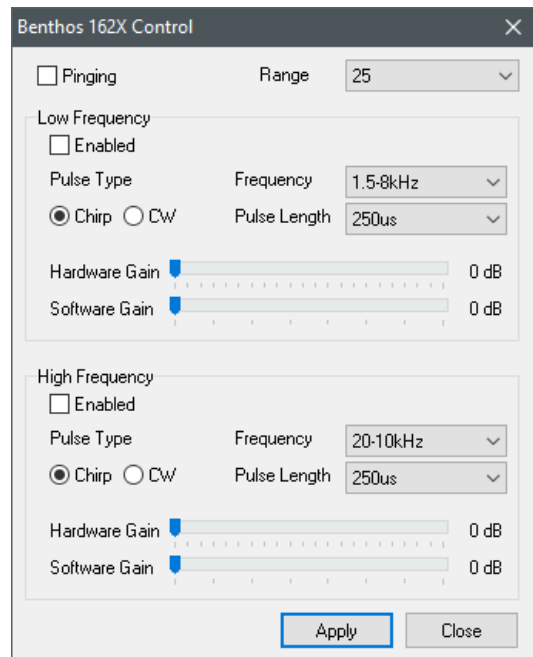 Benthos 162X Control
Pinging Range 25
Low Frequency
Enabled
Pulse Type Frequency 1.5-8kHz
Chirp CW Pulse Length 250us
Hardware Gain 0 dB
Software Gain 0 dB
High Frequency
Enabled
Pulse Type Frequency 20-10kHz
Chirp CW Pulse Length 250us
Hardware Gain 0 dB
Software Gain 0 dB
Apply Close